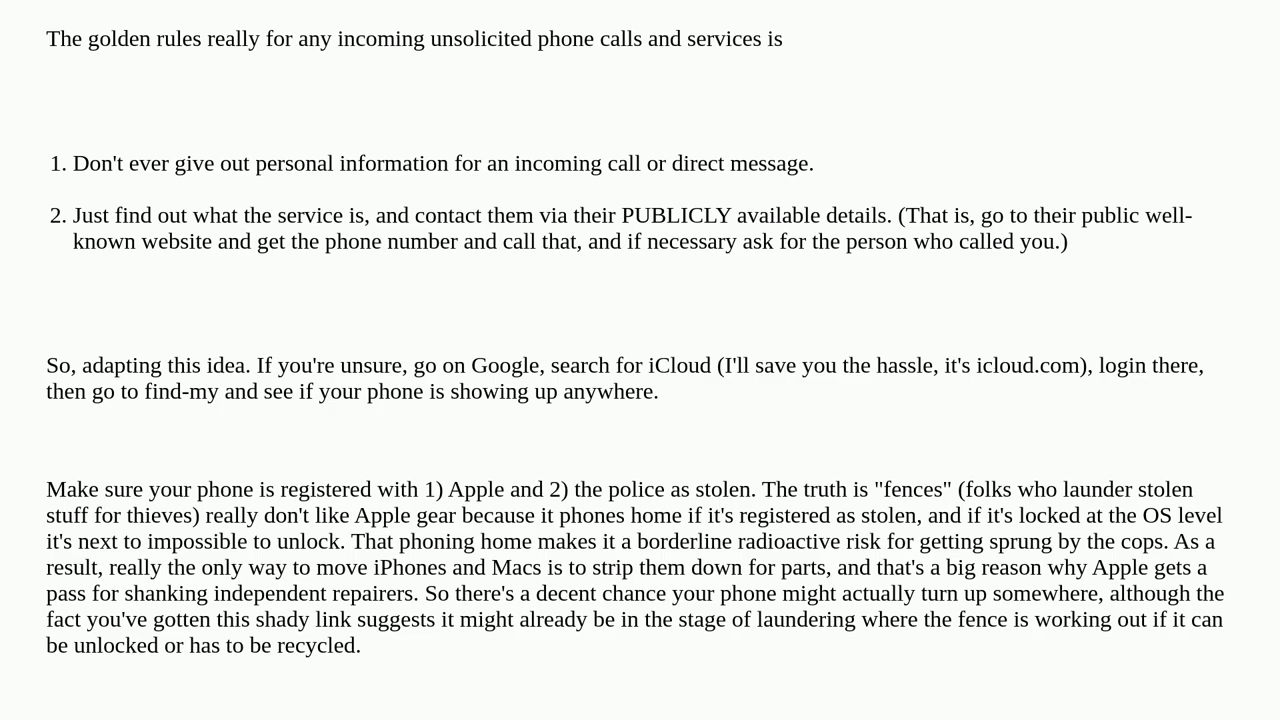 The golden rules really for any incoming unsolicited phone calls and services is
1. Don't ever give out personal information for an incoming call or direct message.
2. Just find out what the service is, and contact them via their PUBLICLY available details. (That is, go to their public well-
known website and get the phone number and call that, and if necessary ask for the person who called you.)
So, adapting this idea. If you're unsure, go on Google, search for iCloud (I'll save you the hassle, it's icloud.com), login there,
then go to find-my and see if your phone is showing up anywhere.
Make sure your phone is registered with 1) Apple and 2) the police as stolen. The truth is "fences" (folks who launder stolen
stuff for thieves) really don't like Apple gear because it phones home if it's registered as stolen, and if it's locked at the OS level
it's next to impossible to unlock. That phoning home makes it a borderline radioactive risk for getting sprung by the cops. As a
result, really the only way to move iPhones and Macs is to strip them down for parts, and that's a big reason why Apple gets a
pass for shanking independent repairers. So there's a decent chance your phone might actually turn up somewhere, although the
fact you've gotten this shady link suggests it might already be in the stage of laundering where the fence is working out if it can
be unlocked or has to be recycled.